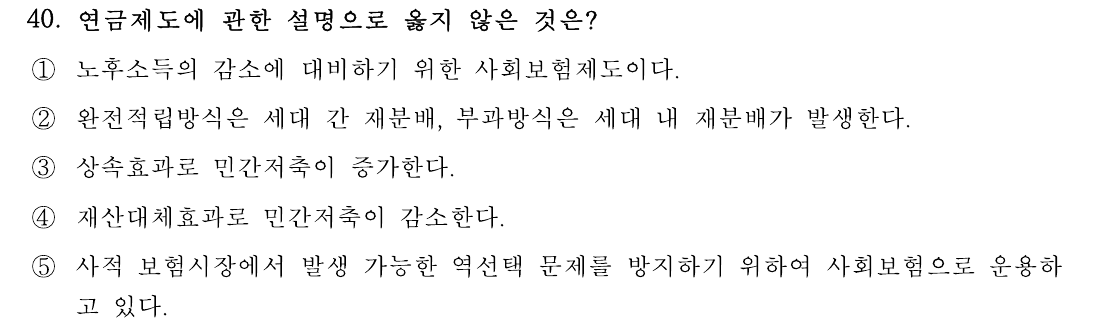 40. 연금제도에 관한 설명으로 옳지 않은 것은?
① 노후소득의 감소에 대비하기 위한 사회보험제도이다.
② 완전적립방식은 세대 간 재분배, 부과방식은 세대 내 재분배가 발생한다.
③ 상속효과로 민간저축이 증가한다.
④ 재산대체효과로 민간저축이 감소한다.
⑤ 사적 보험시장에서 발생 가능한 역선택 문제를 방지하기 위하여 사회보험으로 운용하
고 있다.